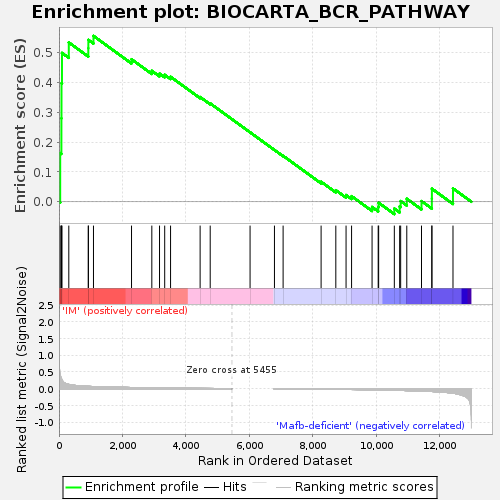 Enrichment plot: BIOCARTA_BCR_PATHWAY
Enrichment score (ES)
0.5
0.4
0.3
0.2
0.1
0.0
'IM' (positively correlated)
Ranked list metric (Signal2Noise)
2.5
2.0
1.5
1.0
0.5
0.0
-0.5
-1.0
Zero cross at 5455
'Mafb-deficient' (negatively correlated)
0
2,000
4,000
6,000
8,000
10,000
12,000
Rank in Ordered Dataset
Enrichment profile
Hits
Ranking metric scores